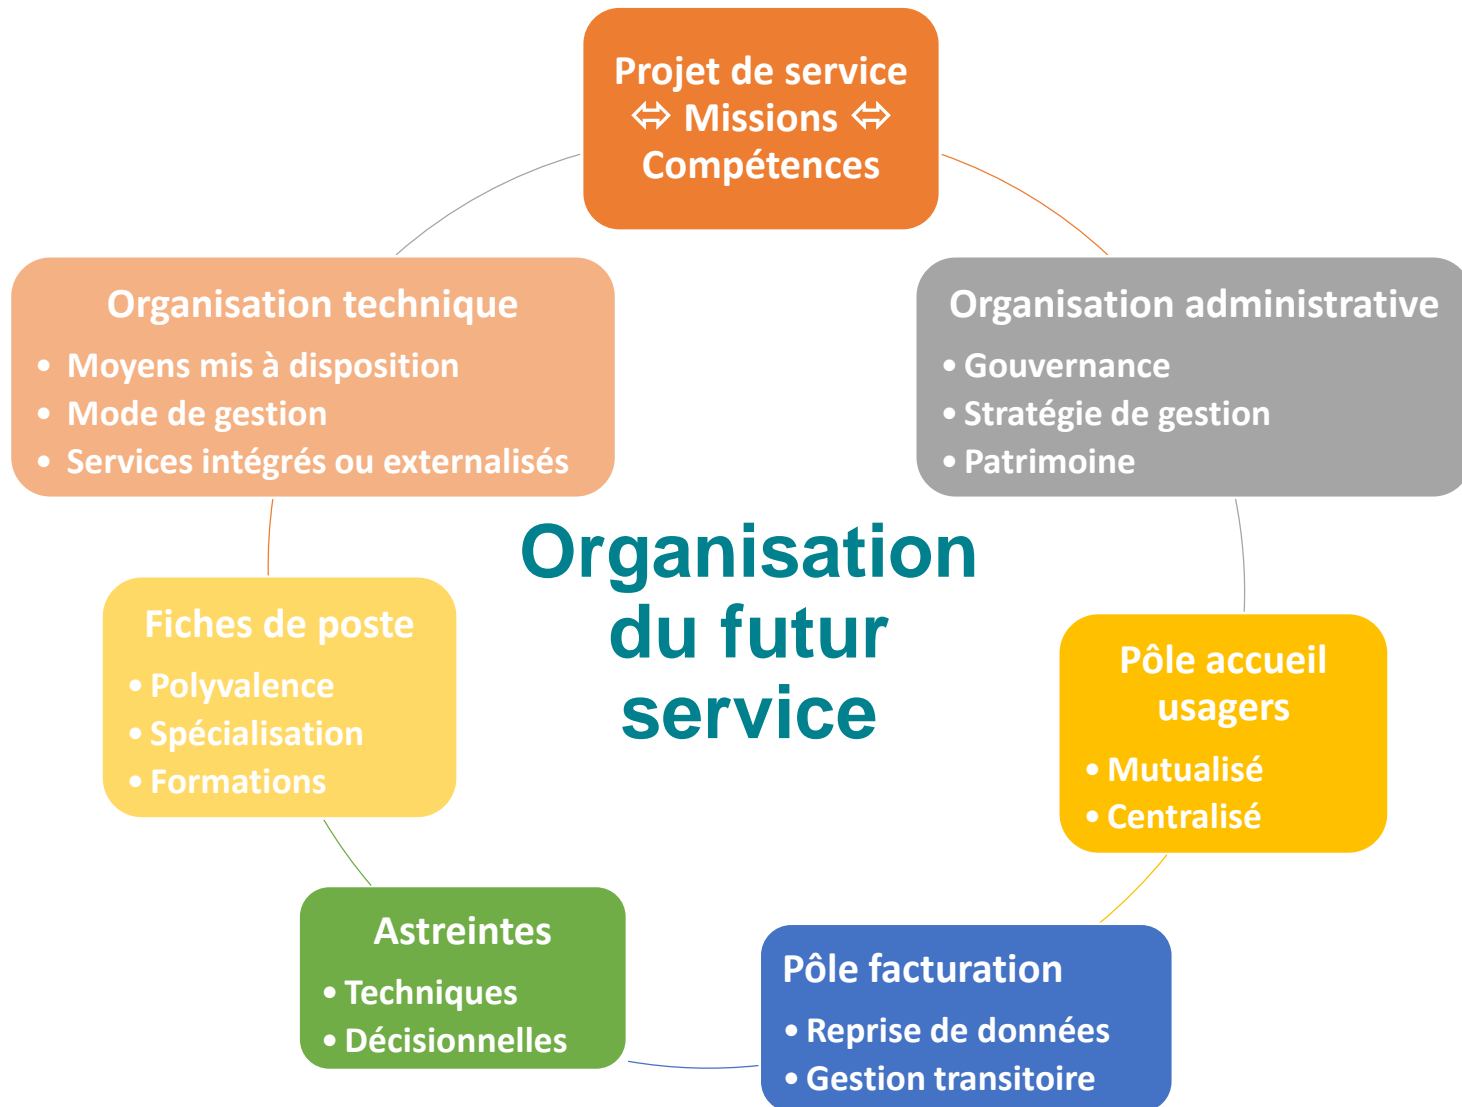 Projet de service
⇔ Missions ⇔
Compétences
Organisation administrative
• Gouvernance
• Stratégie de gestion
• Patrimoine
Pôle accueil
usagers
• Mutualisé
• Centralisé
Pôle facturation
• Reprise de données
• Gestion transitoire
Astreintes
• Techniques
• Décisionnelles
Fiches de poste
• Polyvalence
• Spécialisation
• Formations
Organisation technique
• Moyens mis à disposition
• Mode de gestion
• Services intégrés ou externalisés
Organisation
du futur
service